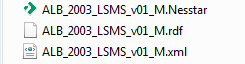 ALB_2003_LSMS_v01_M.Nesstar
ALB_2003_LSMS_v01_M.rdf
ALB_2003_LSMS_v01_M.xml